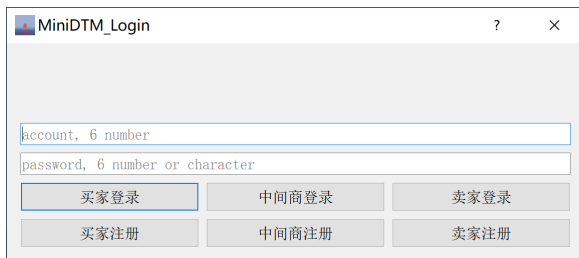 MiniDTM_Login ?
account, 6 number
password, 6 number or character
买家登录 中间商登录 卖家登录
买家注册 中间商注册 卖家注册